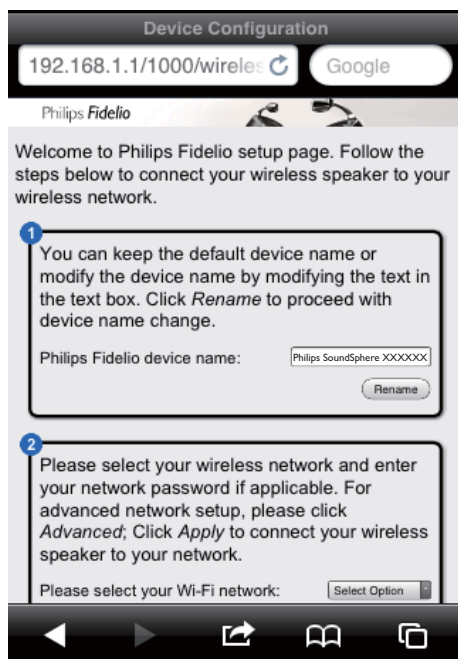 Device Configuration
192.168.1.1/1000/wireles
Google
Philips Fidelio
Welcome to Philips Fidelio setup page. Follow the
steps below to connect your wireless speaker to your
wireless network.
1
You can keep the default device name or
modify the device name by modifying the text in
the text box. Click Rename to proceed with
device name change.
Philips Fidelio device name: Philips SoundSphere XXXXXX
Rename
2
Please select your wireless network and enter
your network password if applicable. For
advanced network setup, please click
Advanced; Click Apply to connect your wireless
speaker to your network.
Please select your Wi-Fi network: Select Option